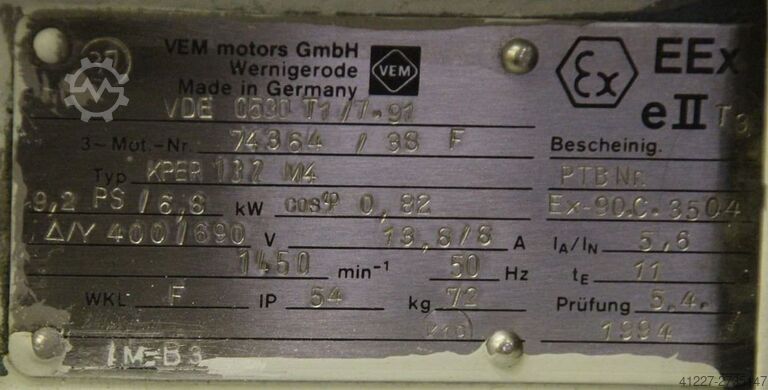 VEM motors GmbH
Wernigerode
Made in Germany
VEM
Ex
EEx
e II T3
VDE 0530 T1/7.91
3~Mot.-Nr. 74364 / 38 F
Bescheinig.
Typ KPER 132 M4
PTB Nr.
9,2 PS / 6,8 kW cosφ 0,82
Ex-90.C.3504
Δ/Y 400/690 V 13,8/8 A
IA/IN 5,6
1450 min-1 50 Hz
tE 11
WKL F IP 54 kg 72
Prüfung 5.4.
1994
IM-B3